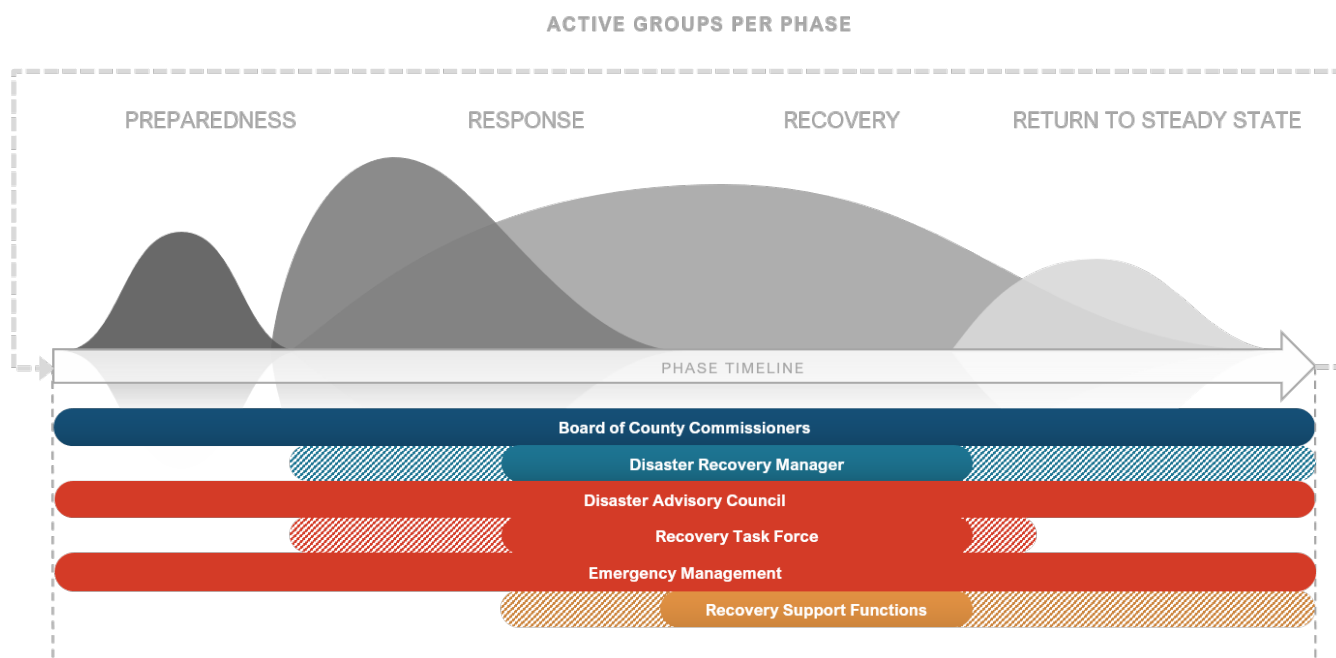 ACTIVE GROUPS PER PHASE
PREPAREDNESS
RESPONSE
RECOVERY
RETURN TO STEADY STATE
PHASE TIMELINE
Board of County Commissioners
Disaster Recovery Manager
Disaster Advisory Council
Recovery Task Force
Emergency Management
Recovery Support Functions